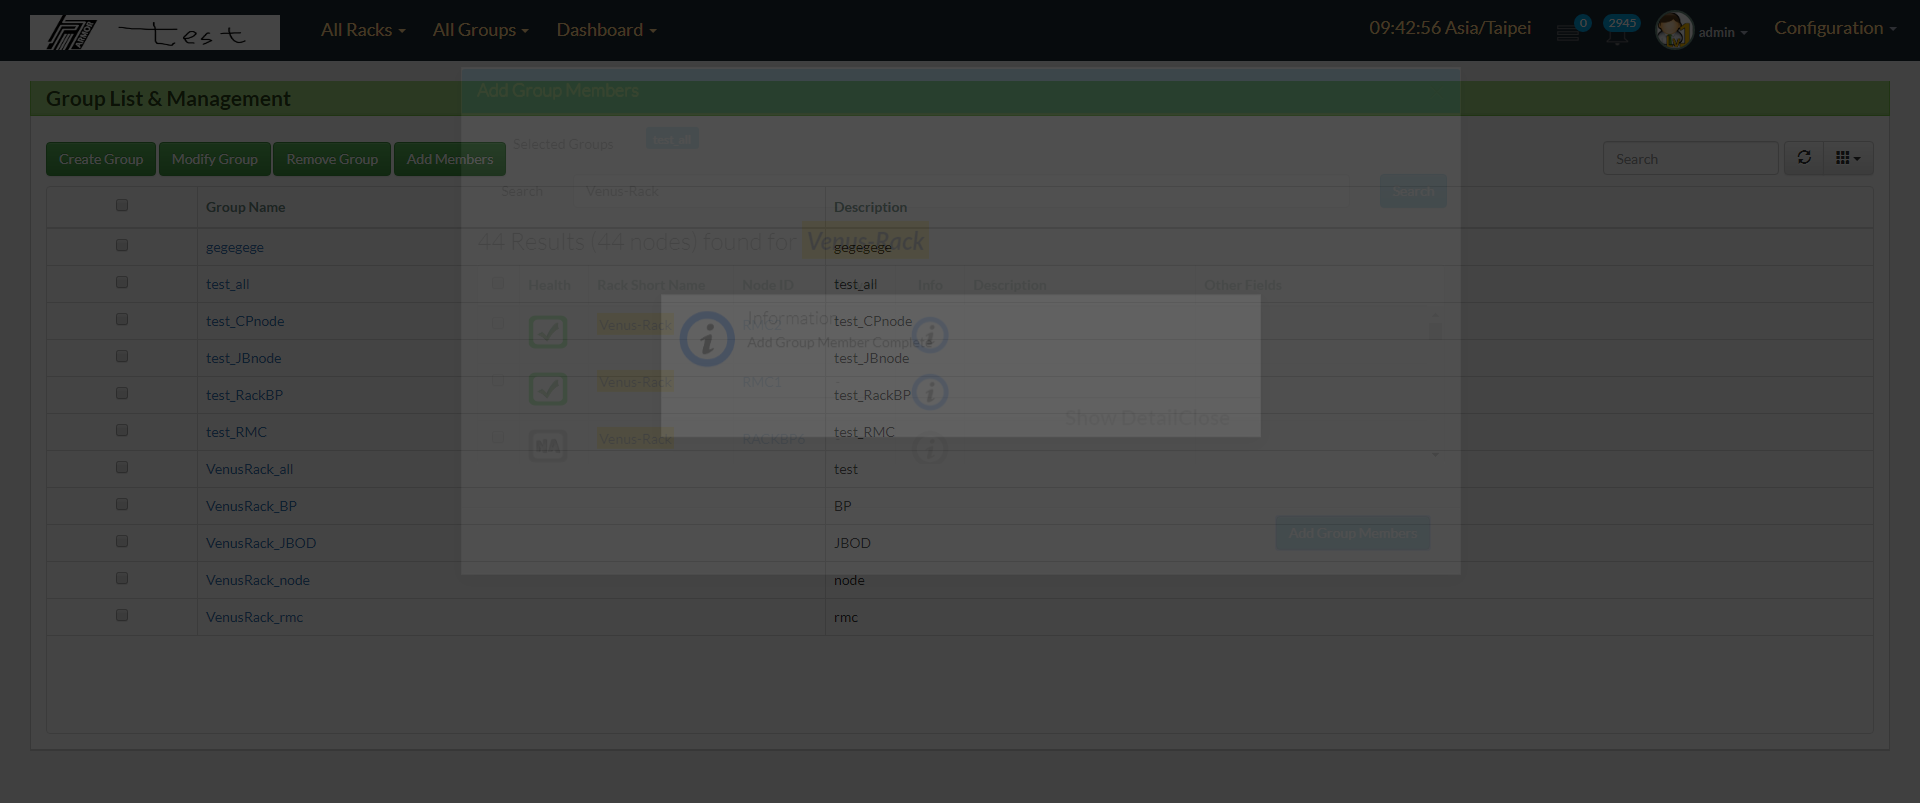 ARMOR test All Racks All Groups Dashboard 09:42:56 Asia/Taipei 0 2945 admin Configuration
Group List & Management
Add Group Members
Selected Groups test_all
Create Group Modify Group Remove Group Add Members Search
Search Venus-Rack Search
Group Name Description
44 Results (44 nodes) found for Venus-Rack
gegegege gegegege
Health Rack Short Name Node ID Info Description Other Fields
test_all test_all
Information
Venus-Rack
test_CPnode test_CPnode
Add Group Member Complete
test_JBnode test_JBnode
Venus-Rack RMC1
test_RackBP test_RackBP
Show Detail Close
test_RMC test_RMC
NA Venus-Rack RACKBP6
VenusRack_all test
VenusRack_BP BP
Add Group Members
VenusRack_JBOD JBOD
VenusRack_node node
VenusRack_rmc rmc